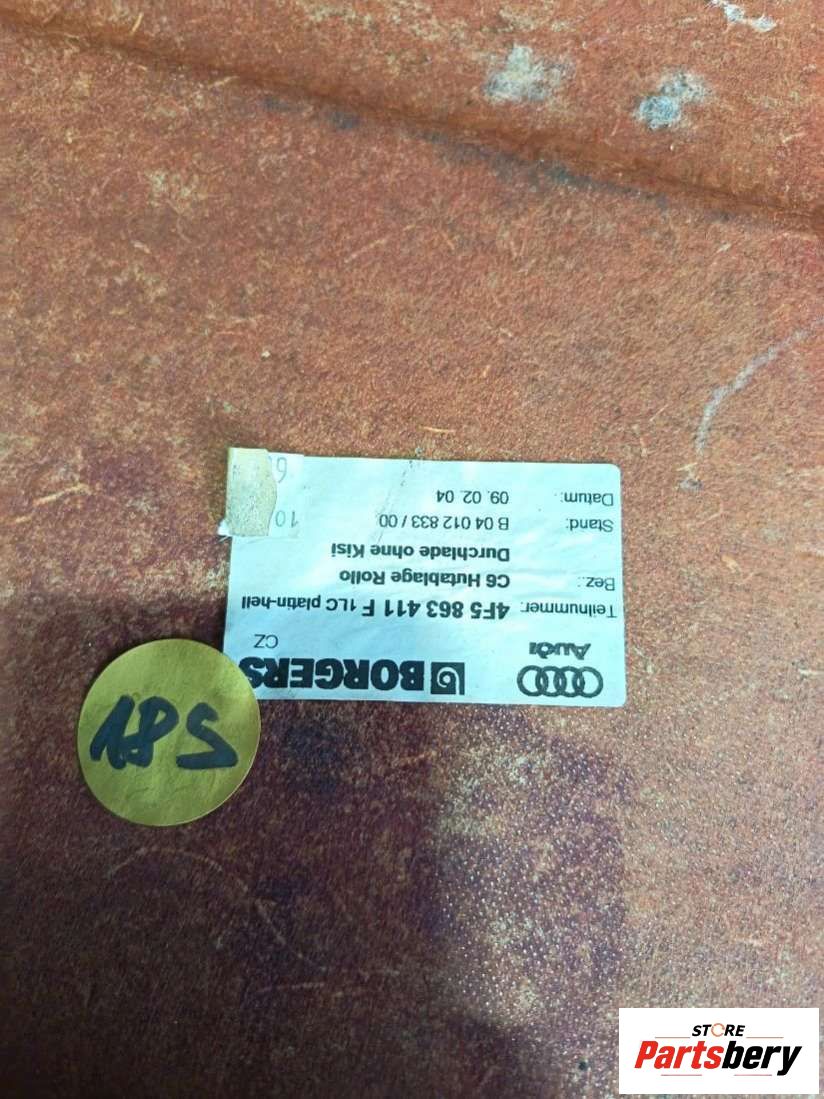 Audi
BORGERS
CZ
Teilnummer: 4F5 863 411 F 1LC platin-hell
Bez.: C6 Hutablage Rollo
Durchlade ohne Kisi
Stand: B 04 012 833 / 00
Datum: 09. 02. 04
10
185
STORE
Partsbery